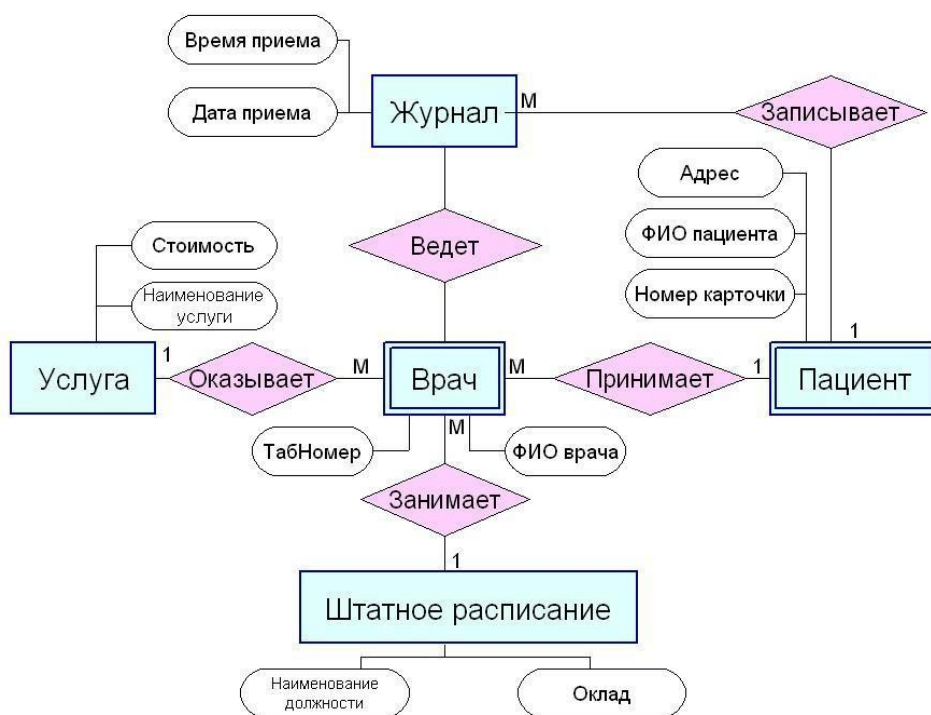 Время приема
Дата приема
Журнал
М
Записывает
Адрес
ФИО пациента
Номер карточки
Ведет
Стоимость
Наименование
услуги
1
Услуга
1
Оказывает
М
Врач
М
Принимает
1
Пациент
ТабНомер
М
ФИО врача
Занимает
1
Штатное расписание
Наименование
должности
Оклад